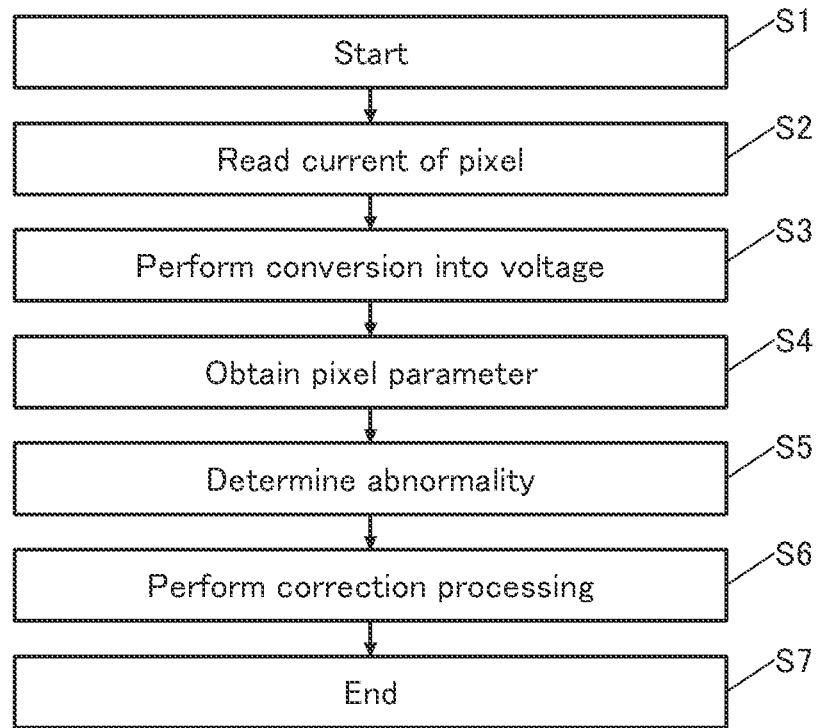 S1
Start
S2
Read current of pixel
S3
Perform conversion into voltage
S4
Obtain pixel parameter
S5
Determine abnormality
S6
Perform correction processing
S7
End